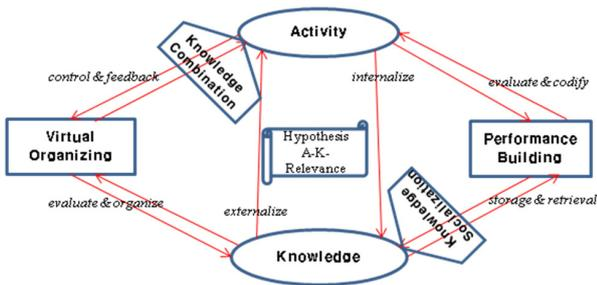 Activity
Knowledge
Combination
control & feedback
internalize
evaluate & codify
Virtual
Organizing
Hypothesis
A-K-
Relevance
Performance
Building
evaluate & organize
externalize
Knowledge
Socialization
storage & retrieval
Knowledge